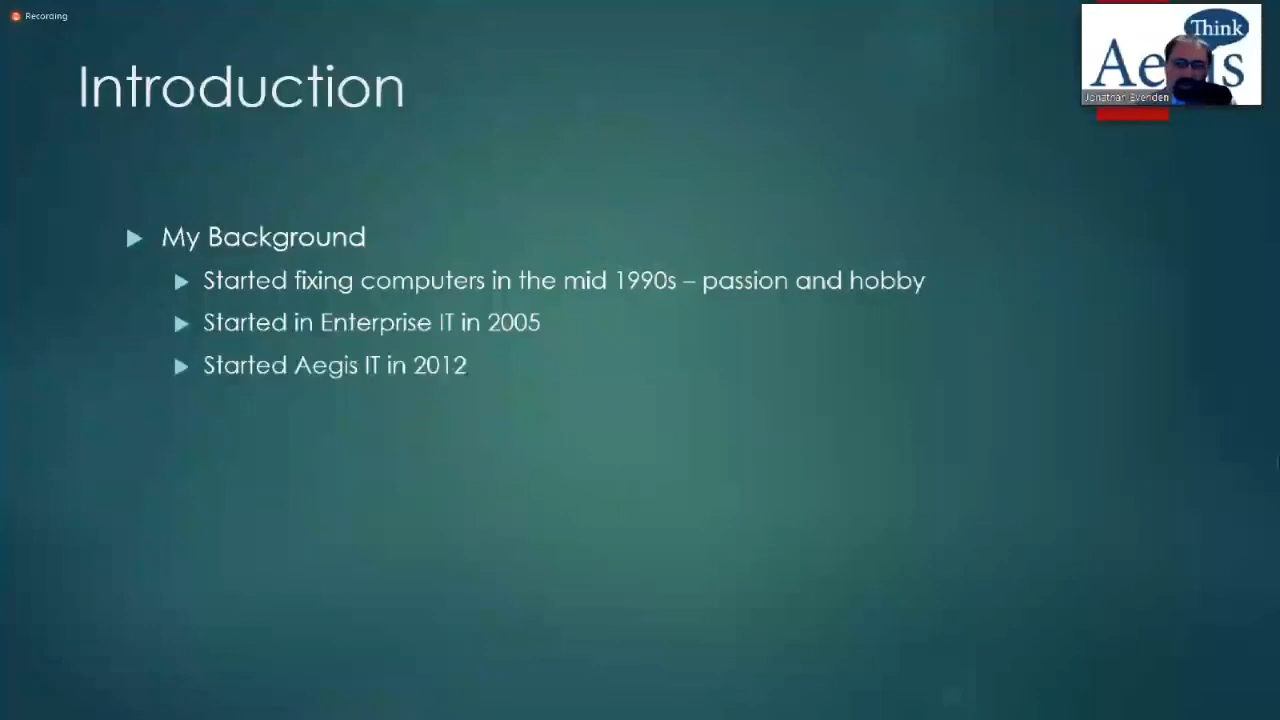 Recording
Think
Introduction
Jonathan Evenden
My Background
Started fixing computers in the mid 1990s – passion and hobby
Started in Enterprise IT in 2005
Started Aegis IT in 2012